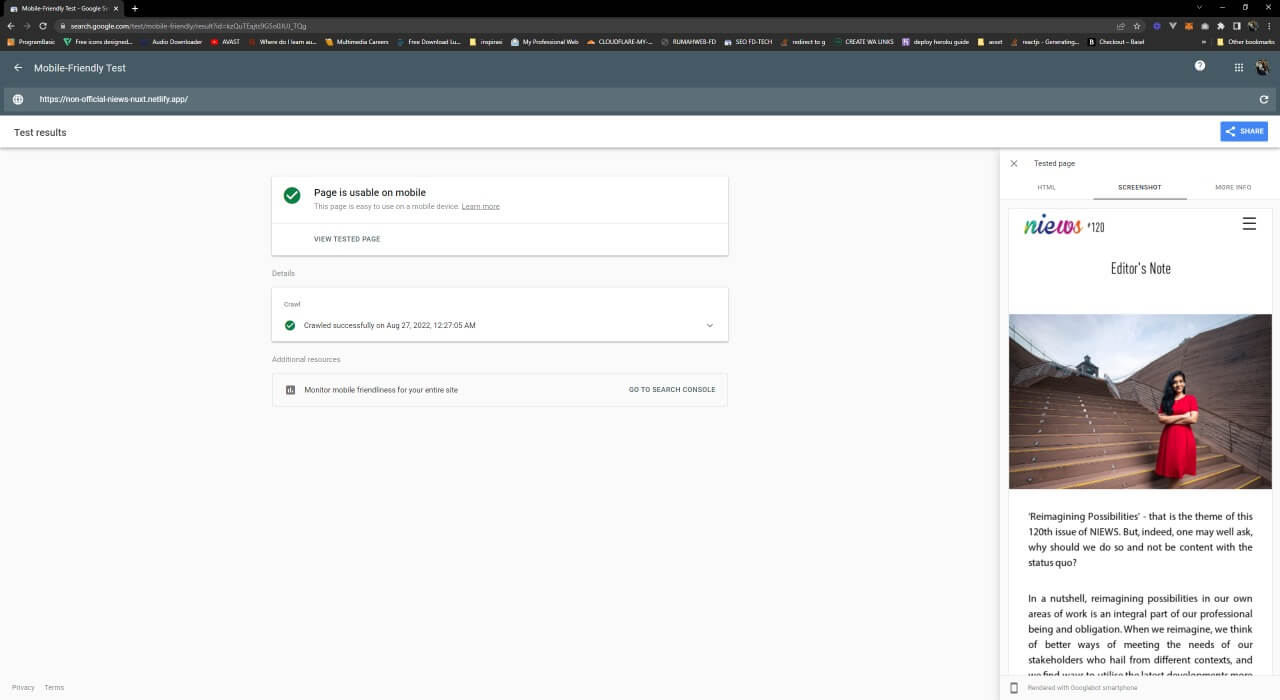 Mobile-Friendly Test - Google Se
search.google.com/test/mobile-friendly/result?id=
ProgramBasic
Free icons designed...
Audio Downloader
AVAST
Where do I learn au...
Multimedia Careers
Free Download Lu...
inspirasi
My Professional Web
CLOUDFLARE-MY-...
RUMAHWEB-FD
SEO FD-TECH
redirect to g
CREATE WA LINKS
deploy heroku guide
asset
reactjs - Generating...
Checkout – Basel
»
Other bookmarks
Mobile-Friendly Test
https://non-official-niews-nuxt.netlify.app/
Test results
SHARE
Page is usable on mobile
This page is easy to use on a mobile device. Learn more
VIEW TESTED PAGE
Details
Crawl
Crawled successfully on Aug 27, 2022, 12:27:05 AM
Additional resources
Monitor mobile friendliness for your entire site
GO TO SEARCH CONSOLE
Privacy
Terms
Tested page
HTML
SCREENSHOT
MORE INFO
niews #120
Editor's Note
'Reimagining Possibilities' - that is the theme of this
120th issue of NIEWS. But, indeed, one may well ask,
why should we do so and not be content with the
status quo?
In a nutshell, reimagining possibilities in our own
areas of work is an integral part of our professional
being and obligation. When we reimagine, we think
of better ways of meeting the needs of our
stakeholders who hail from different contexts, and
we find ways to utilise the latest developments more
Rendered with Googlebot smartphone